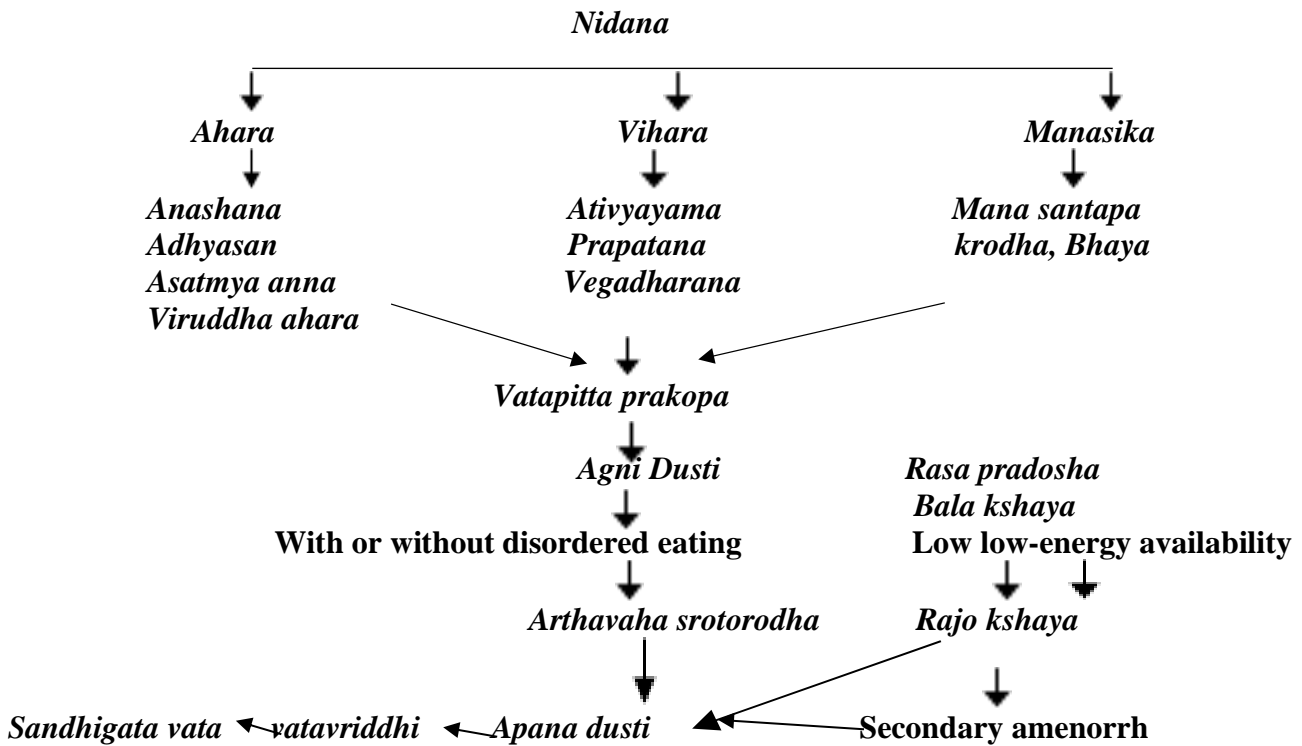 Nidana
Ahara Vihara Manasika
Anashana Ativyayama Mana santapa
Adhyasan Prapatana krodha, Bhaya
Asatmya anna Vegadharana
Viruddha ahara
Vatapitta prakopa
Agni Dusti Rasa pradosha
Bala kshaya
With or without disordered eating Low low-energy availability
Arthavaha srotorodha Rajo kshaya
Sandhigata vata vatavriddhi Apana dusti Secondary amenorrh